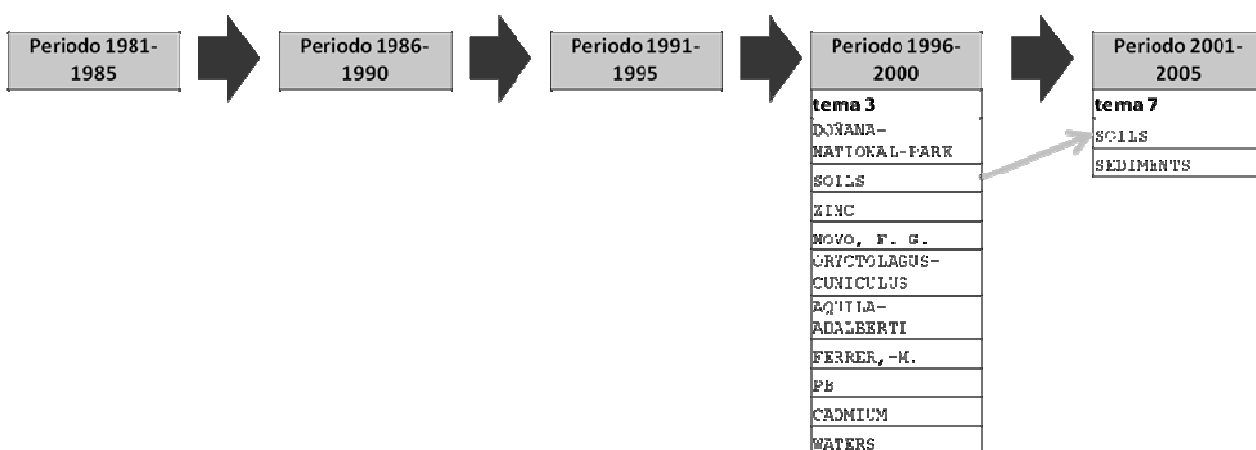 Periodo 1981-
1985
Periodo 1986-
1990
Periodo 1991-
1995
Periodo 1996-
2000
Periodo 2001-
2005
tema 3
DOÑANA-
NATIONAL-PARK
SOILS
ZINC
NOVO, F. G.
ORYCTOLAGUS-
CUNICULUS
AQUILA-
ADALBERTI
FERRER,-M.
PB
CADMIUM
WATERS
tema 7
SOILS
SEDIMENTS